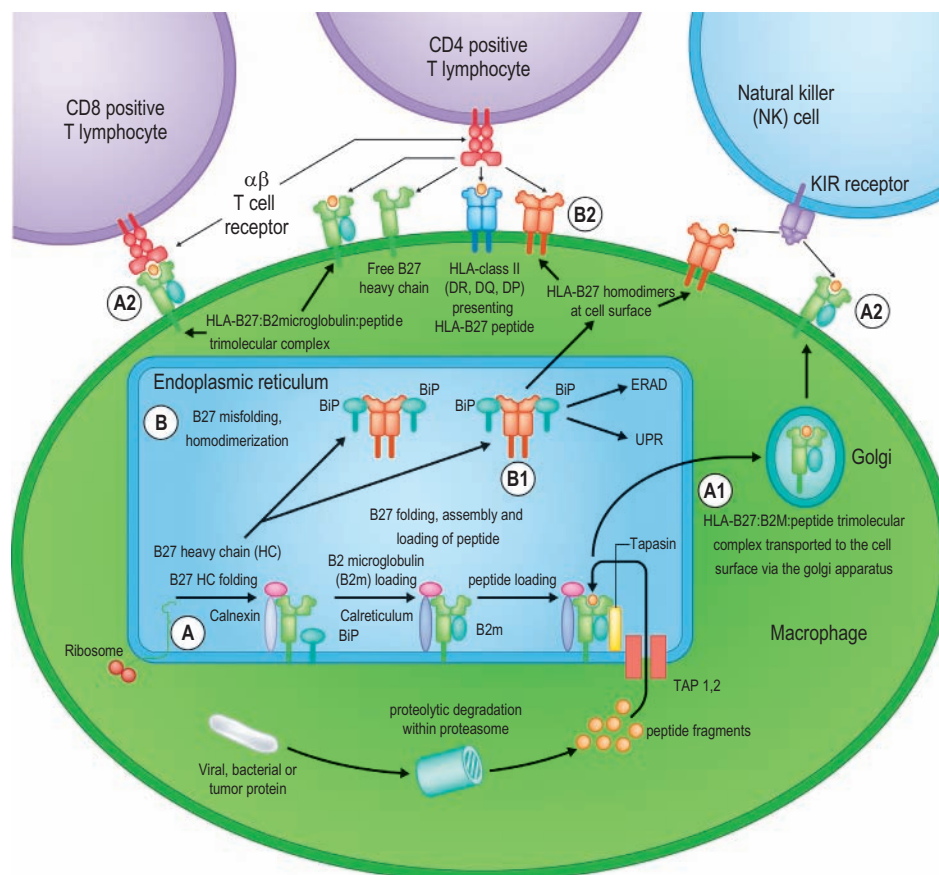 CD8 positive
T lymphocyte
CD4 positive
T lymphocyte
Natural killer
(NK) cell
KIR receptor
αβ
T cell
receptor
A2
B2
A2
Free B27
heavy chain
HLA-class II
(DR, DQ, DP)
presenting
HLA-B27 peptide
HLA-B27 homodimers
at cell surface
HLA-B27:B2microglobulin:peptide
trimolecular complex
Endoplasmic reticulum
B
B27 misfolding,
homodimerization
BiP
BiP
BiP
BiP
ERAD
UPR
B1
A1
Golgi
HLA-B27:B2M:peptide trimolecular
complex transported to the cell
surface via the golgi apparatus
B27 folding, assembly and
loading of peptide
B27 heavy chain (HC)
B27 HC folding
Calnexin
B2 microglobulin
(B2m) loading
Calreticulum
BiP
peptide loading
B2m
Tapasin
A
Ribosome
Macrophage
TAP 1,2
proteolytic degradation
within proteasome
peptide fragments
Viral, bacterial or
tumor protein